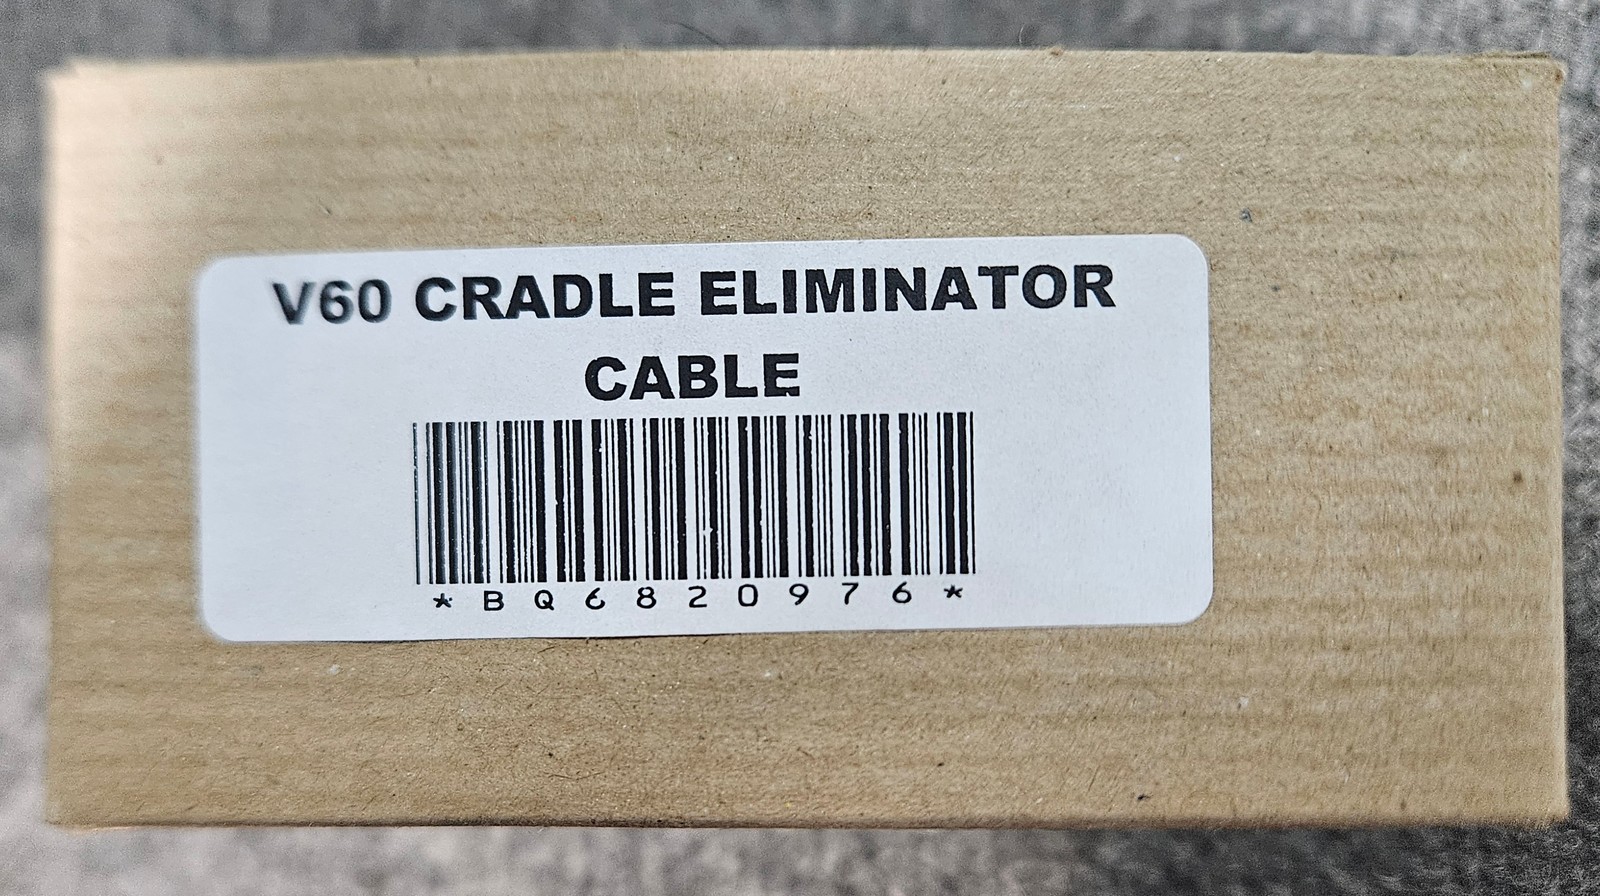 V60 CRADLE ELIMINATOR
CABLE
*BQ6820976*